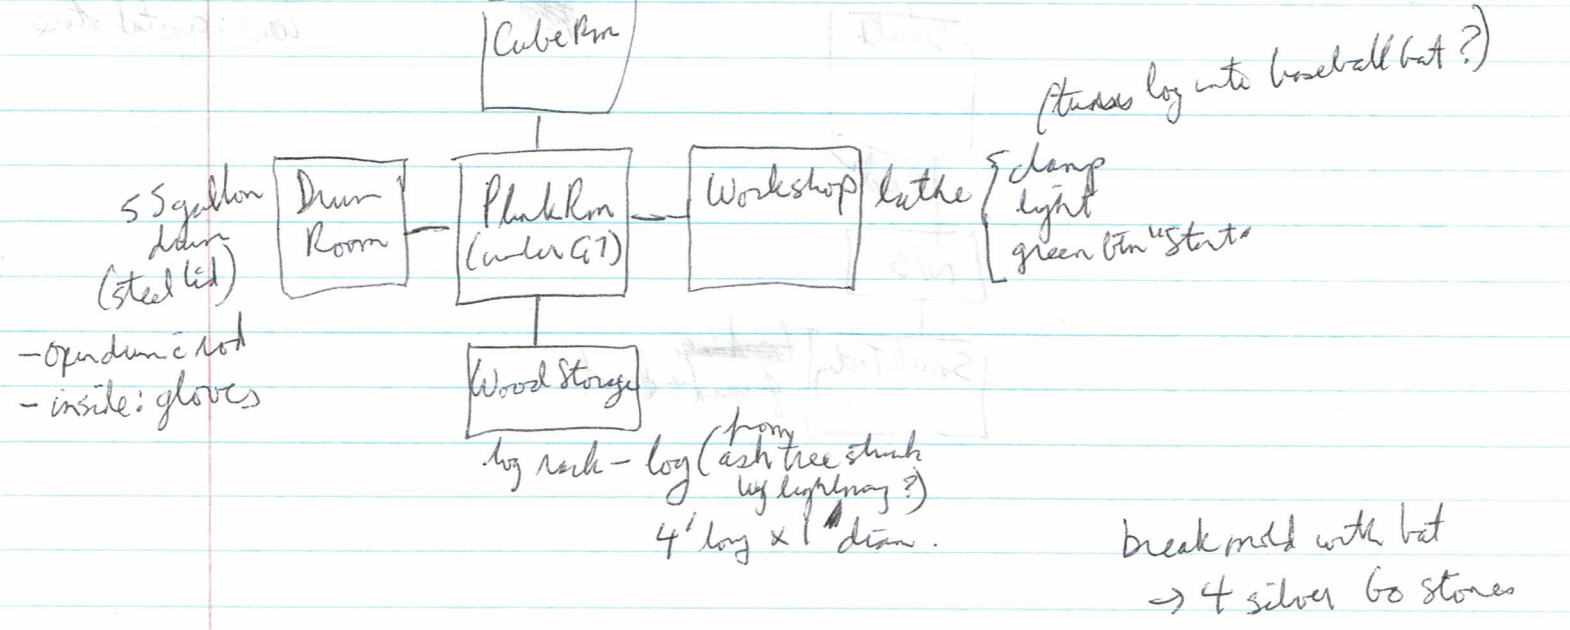 Cube Rm
(turns log into baseball bat?)
55 gallon
drum
(steel lid)
- open drum c̄ rod
- inside: gloves
Drum
Room
Plank Rm
(under GT)
Workshop
lathe
clamp
light
green btn "Start"
Wood Storage
log rack - log (from
ash tree struck
by lightning?)
4' long x 1" diam.
break mold with bat
→ 4 silver Go stones